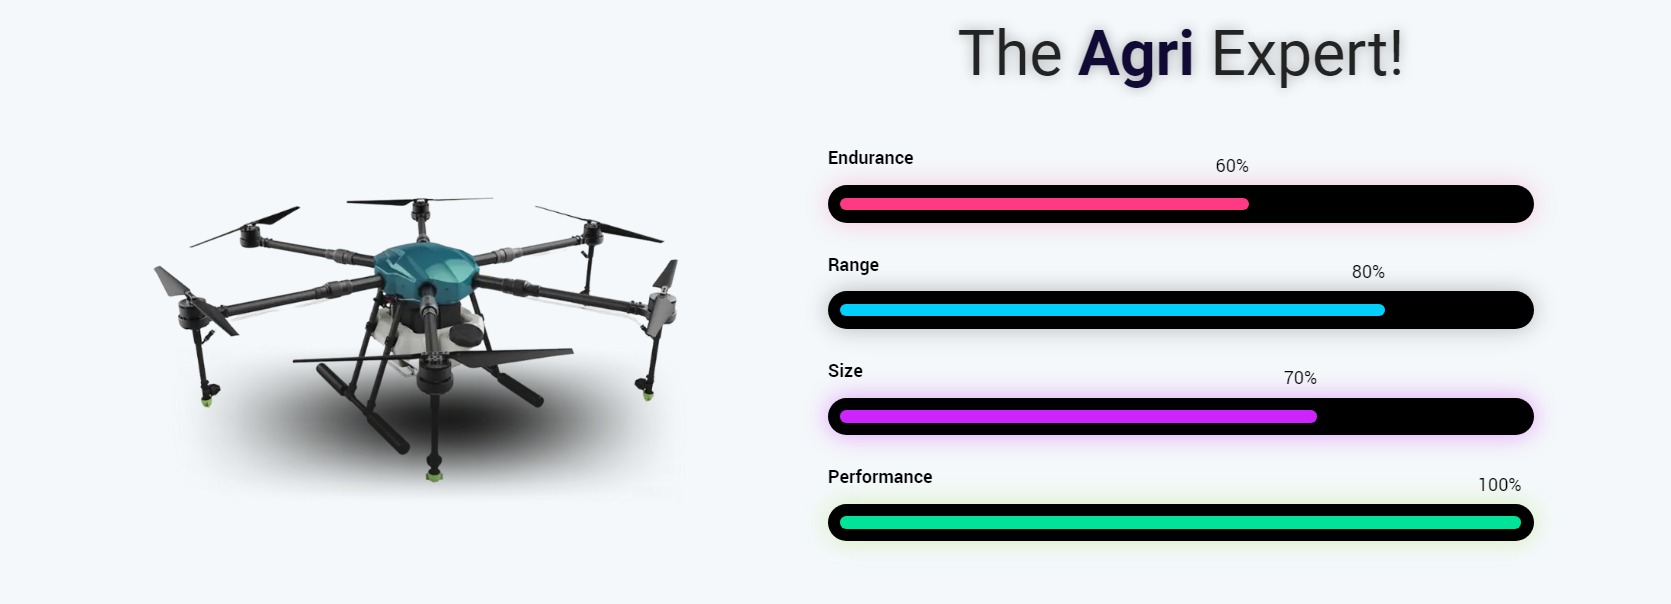 The Agri Expert!
Endurance
60%
Range
80%
Size
70%
Performance
100%